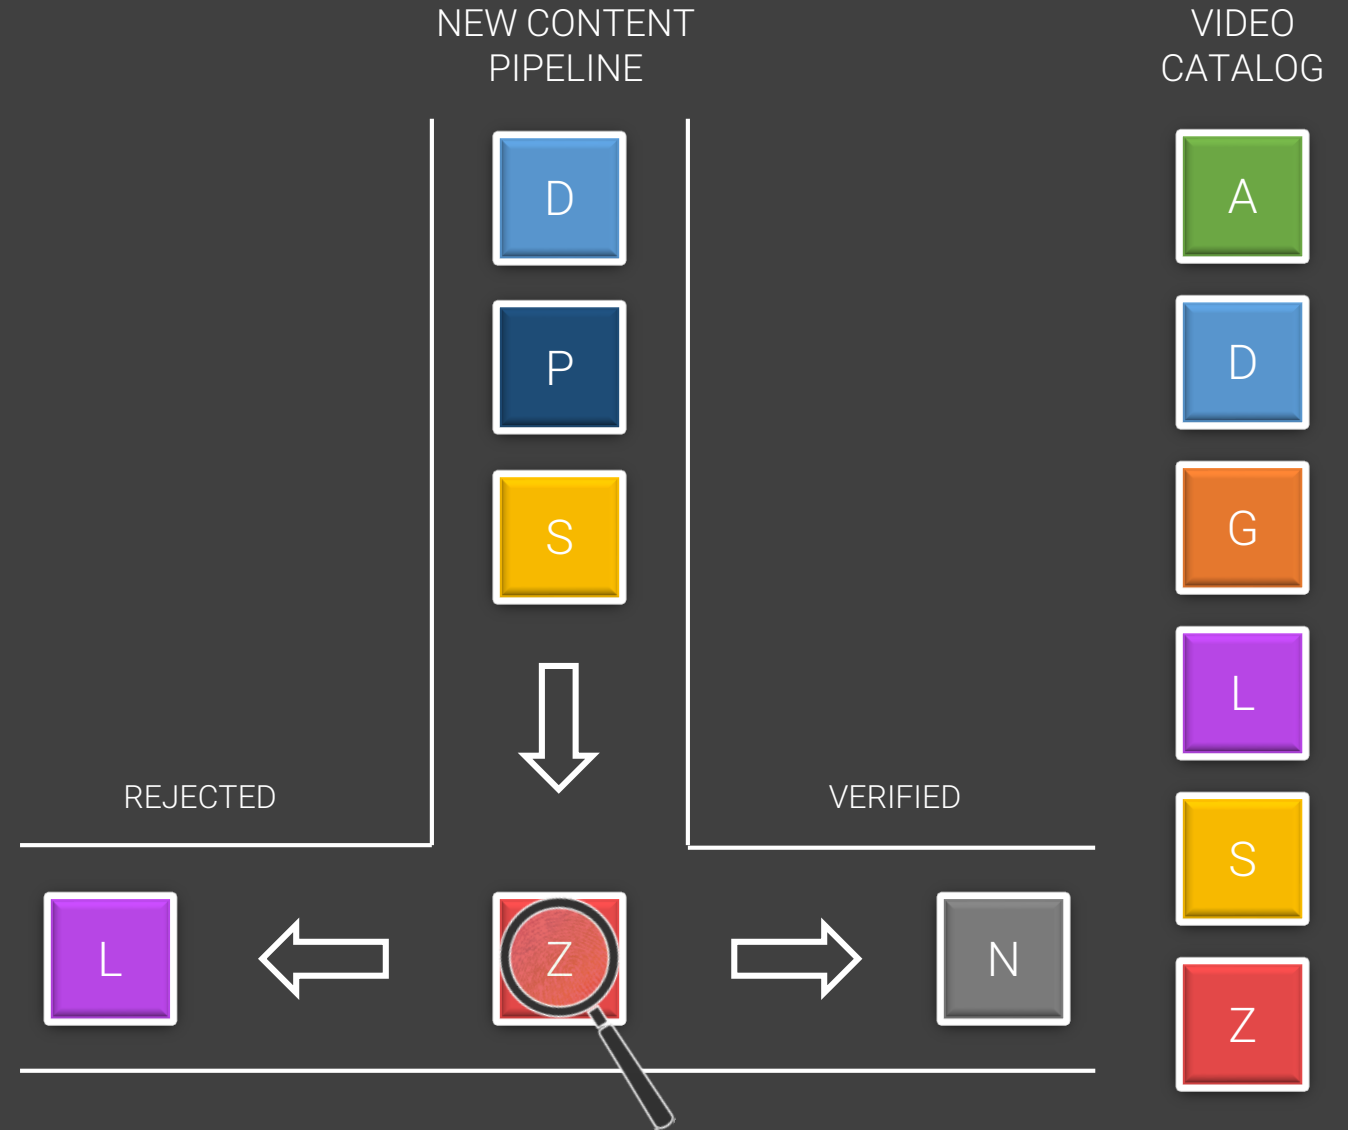 NEW CONTENT
PIPELINE
VIDEO
CATALOG
D
P
S
A
D
G
L
S
Z
REJECTED
VERIFIED
L
Z
N